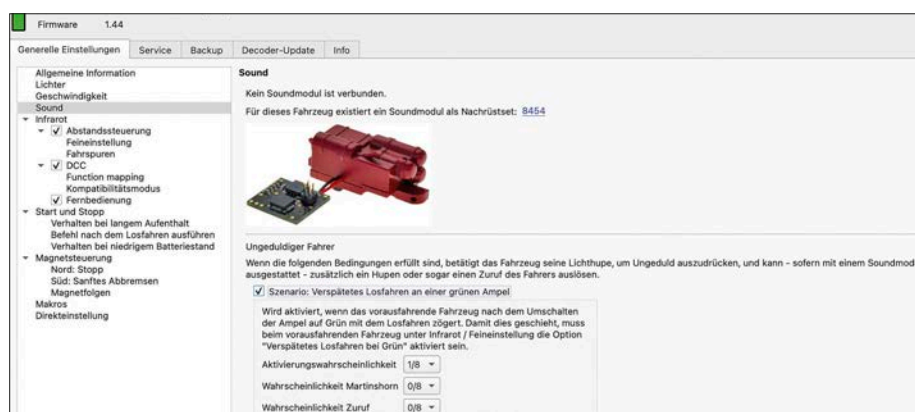 Firmware 1.44
Generelle Einstellungen Service Backup Decoder-Update Info
Allgemeine Information
Lichter
Geschwindigkeit
Sound
Infrarot
Abstandssteuerung
Feineinstellung
Fahrspuren
DCC
Function mapping
Kompatibilitätsmodus
Fernbedienung
Start und Stopp
Verhalten bei langem Aufenthalt
Befehl nach dem Losfahren ausführen
Verhalten bei niedrigem Batteriestand
Magnetsteuerung
Nord: Stopp
Süd: Sanftes Abbremsen
Magnetfolgen
Makros
Direkteinstellung
Sound
Kein Soundmodul ist verbunden.
Für dieses Fahrzeug existiert ein Soundmodul als Nachrüstset: 8454
Ungeduldiger Fahrer
Wenn die folgenden Bedingungen erfüllt sind, betätigt das Fahrzeug seine Lichthupe, um Ungeduld auszudrücken, und kann - sofern mit einem Soundmod
ausgestattet - zusätzlich ein Hupen oder sogar einen Zuruf des Fahrers auslösen.
Szenario: Verspätetes Losfahren an einer grünen Ampel
Wird aktiviert, wenn das vorausfahrende Fahrzeug nach dem Umschalten
der Ampel auf Grün mit dem Losfahren zögert. Damit dies geschieht, muss
beim vorausfahrenden Fahrzeug unter Infrarot / Feineinstellung die Option
"Verspätetes Losfahren bei Grün" aktiviert sein.
Aktivierungswahrscheinlichkeit 1/8
Wahrscheinlichkeit Martinshorn 0/8
Wahrscheinlichkeit Zuruf 0/8